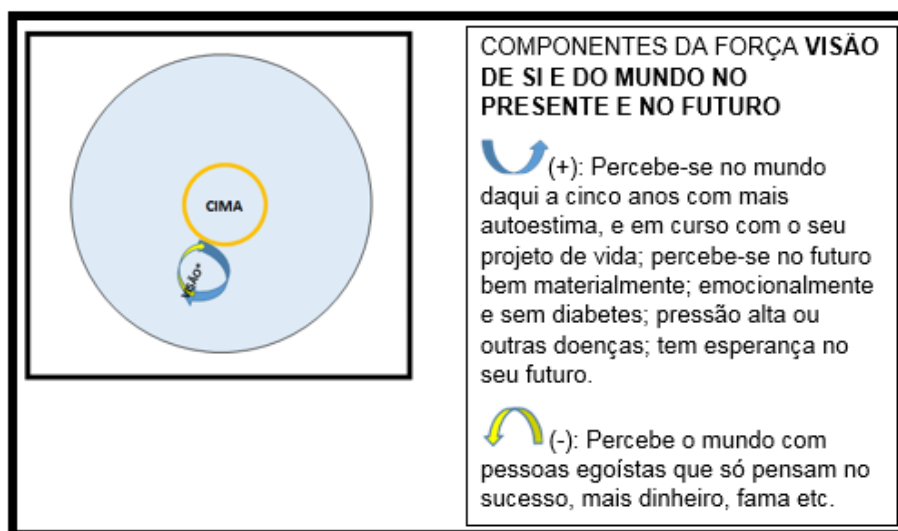 CIMA
VISÃO*
COMPONENTES DA FORÇA VISÃO
DE SI E DO MUNDO NO
PRESENTE E NO FUTURO
(+): Percebe-se no mundo
daqui a cinco anos com mais
autoestima, e em curso com o seu
projeto de vida; percebe-se no futuro
bem materialmente; emocionalmente
e sem diabetes; pressão alta ou
outras doenças; tem esperança no
seu futuro.
(-): Percebe o mundo com
pessoas egoístas que só pensam no
sucesso, mais dinheiro, fama etc.